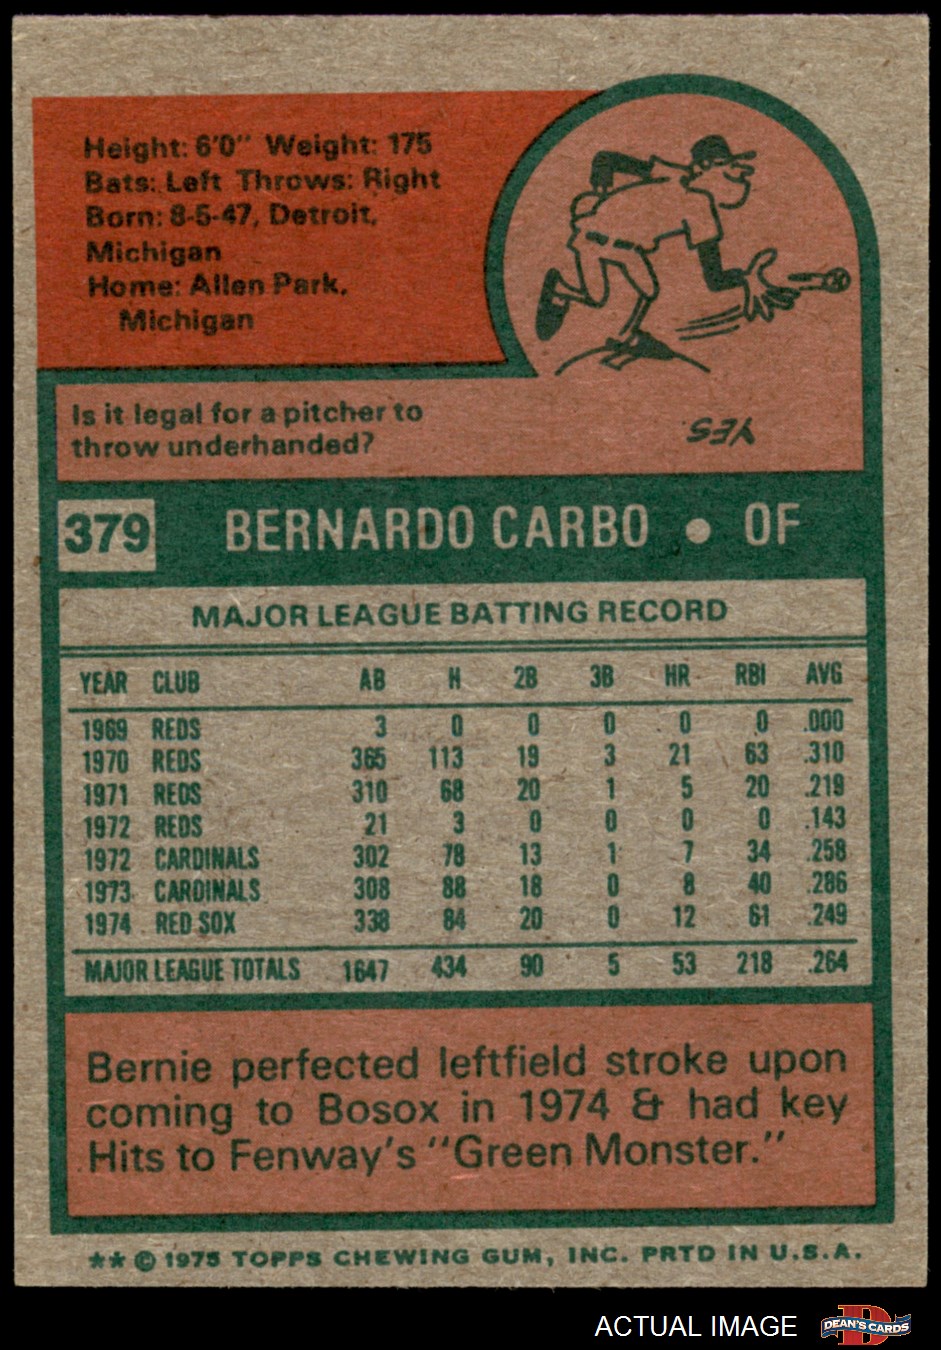 Height: 6'0" Weight: 175
Bats: Left Throws: Right
Born: 8-5-47, Detroit,
Michigan
Home: Allen Park,
Michigan
Is it legal for a pitcher to
throw underhanded?
YES
379 BERNARDO CARBO • OF
MAJOR LEAGUE BATTING RECORD
YEAR CLUB AB H 2B 3B HR RBI AVG
1969 REDS 3 0 0 0 0 0 .000
1970 REDS 365 113 19 3 21 63 .310
1971 REDS 310 68 20 1 5 20 .219
1972 REDS 21 3 0 0 0 0 .143
1972 CARDINALS 302 78 13 1 7 34 .258
1973 CARDINALS 308 88 18 0 8 40 .286
1974 RED SOX 338 84 20 0 12 61 .249
MAJOR LEAGUE TOTALS 1647 434 90 5 53 218 .264
Bernie perfected leftfield stroke upon
coming to Bosox in 1974 & had key
Hits to Fenway's "Green Monster."
** © 1975 TOPPS CHEWING GUM, INC. PRTD IN U.S.A.
ACTUAL IMAGE
DEAN'S CARDS